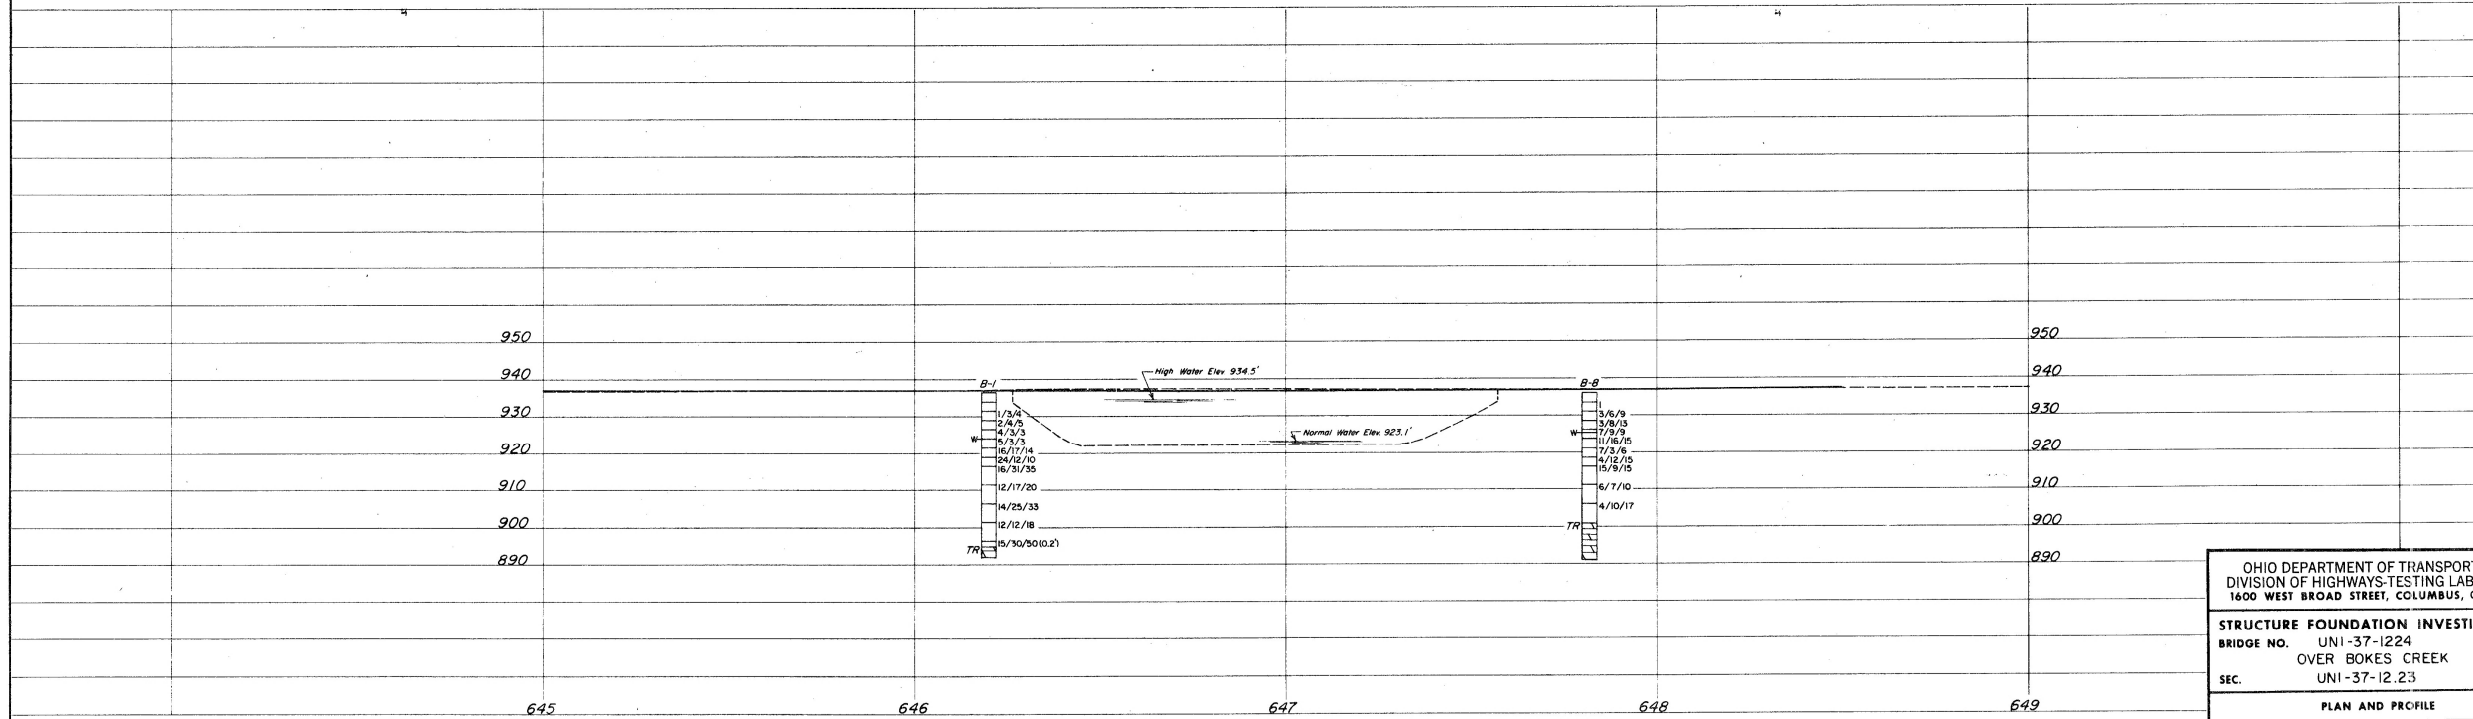 950 950
940 940
High Water Elev. 934.5'
B-1 B-8
930 930
920 920
910 910
900 900
890 890
1/3/4
2/4/5
4/3/3
W
5/3/3
16/17/14
24/12/10
16/31/35
12/17/20
14/25/33
12/12/18
15/30/50(0.2')
TR
Normal Water Elev. 923.1'
1
3/6/9
3/8/13
W
7/9/9
11/16/15
7/3/6
4/12/15
15/9/15
6/7/10
4/10/17
TR
645 646 647 648 649
OHIO DEPARTMENT OF TRANSPORT
DIVISION OF HIGHWAYS-TESTING LAB
1600 WEST BROAD STREET, COLUMBUS,
STRUCTURE FOUNDATION INVESTI
BRIDGE NO. UNI-37-1224
OVER BOKES CREEK
SEC. UNI-37-12.23
PLAN AND PROFILE